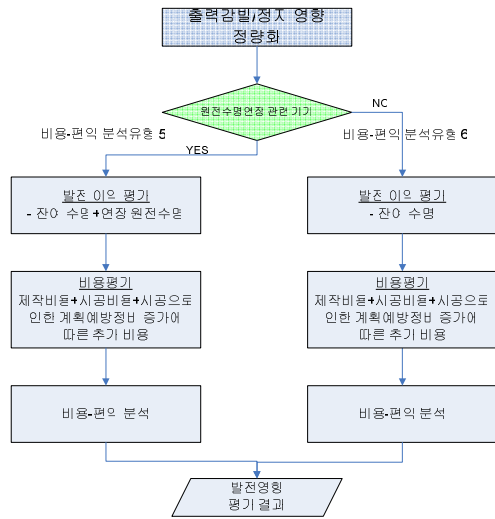 출력감발/정지 영향
정량화
원전수명연장 관련 기기
NO
비용-편익 분석유형 5
비용-편익 분석유형 6
YES
발전 이익 평가
- 잔여 수명+연장 원전수명
발전 이익 평가
- 잔여 수명
비용평가
제작비용+시공비용+시공으로
인한 계획예방정비 증가에
따른 추가 비용
비용평가
제작비용+시공비용+시공으로
인한 계획예방정비 증가에
따른 추가 비용
비용-편익 분석
비용-편익 분석
발전영향
평가 결과